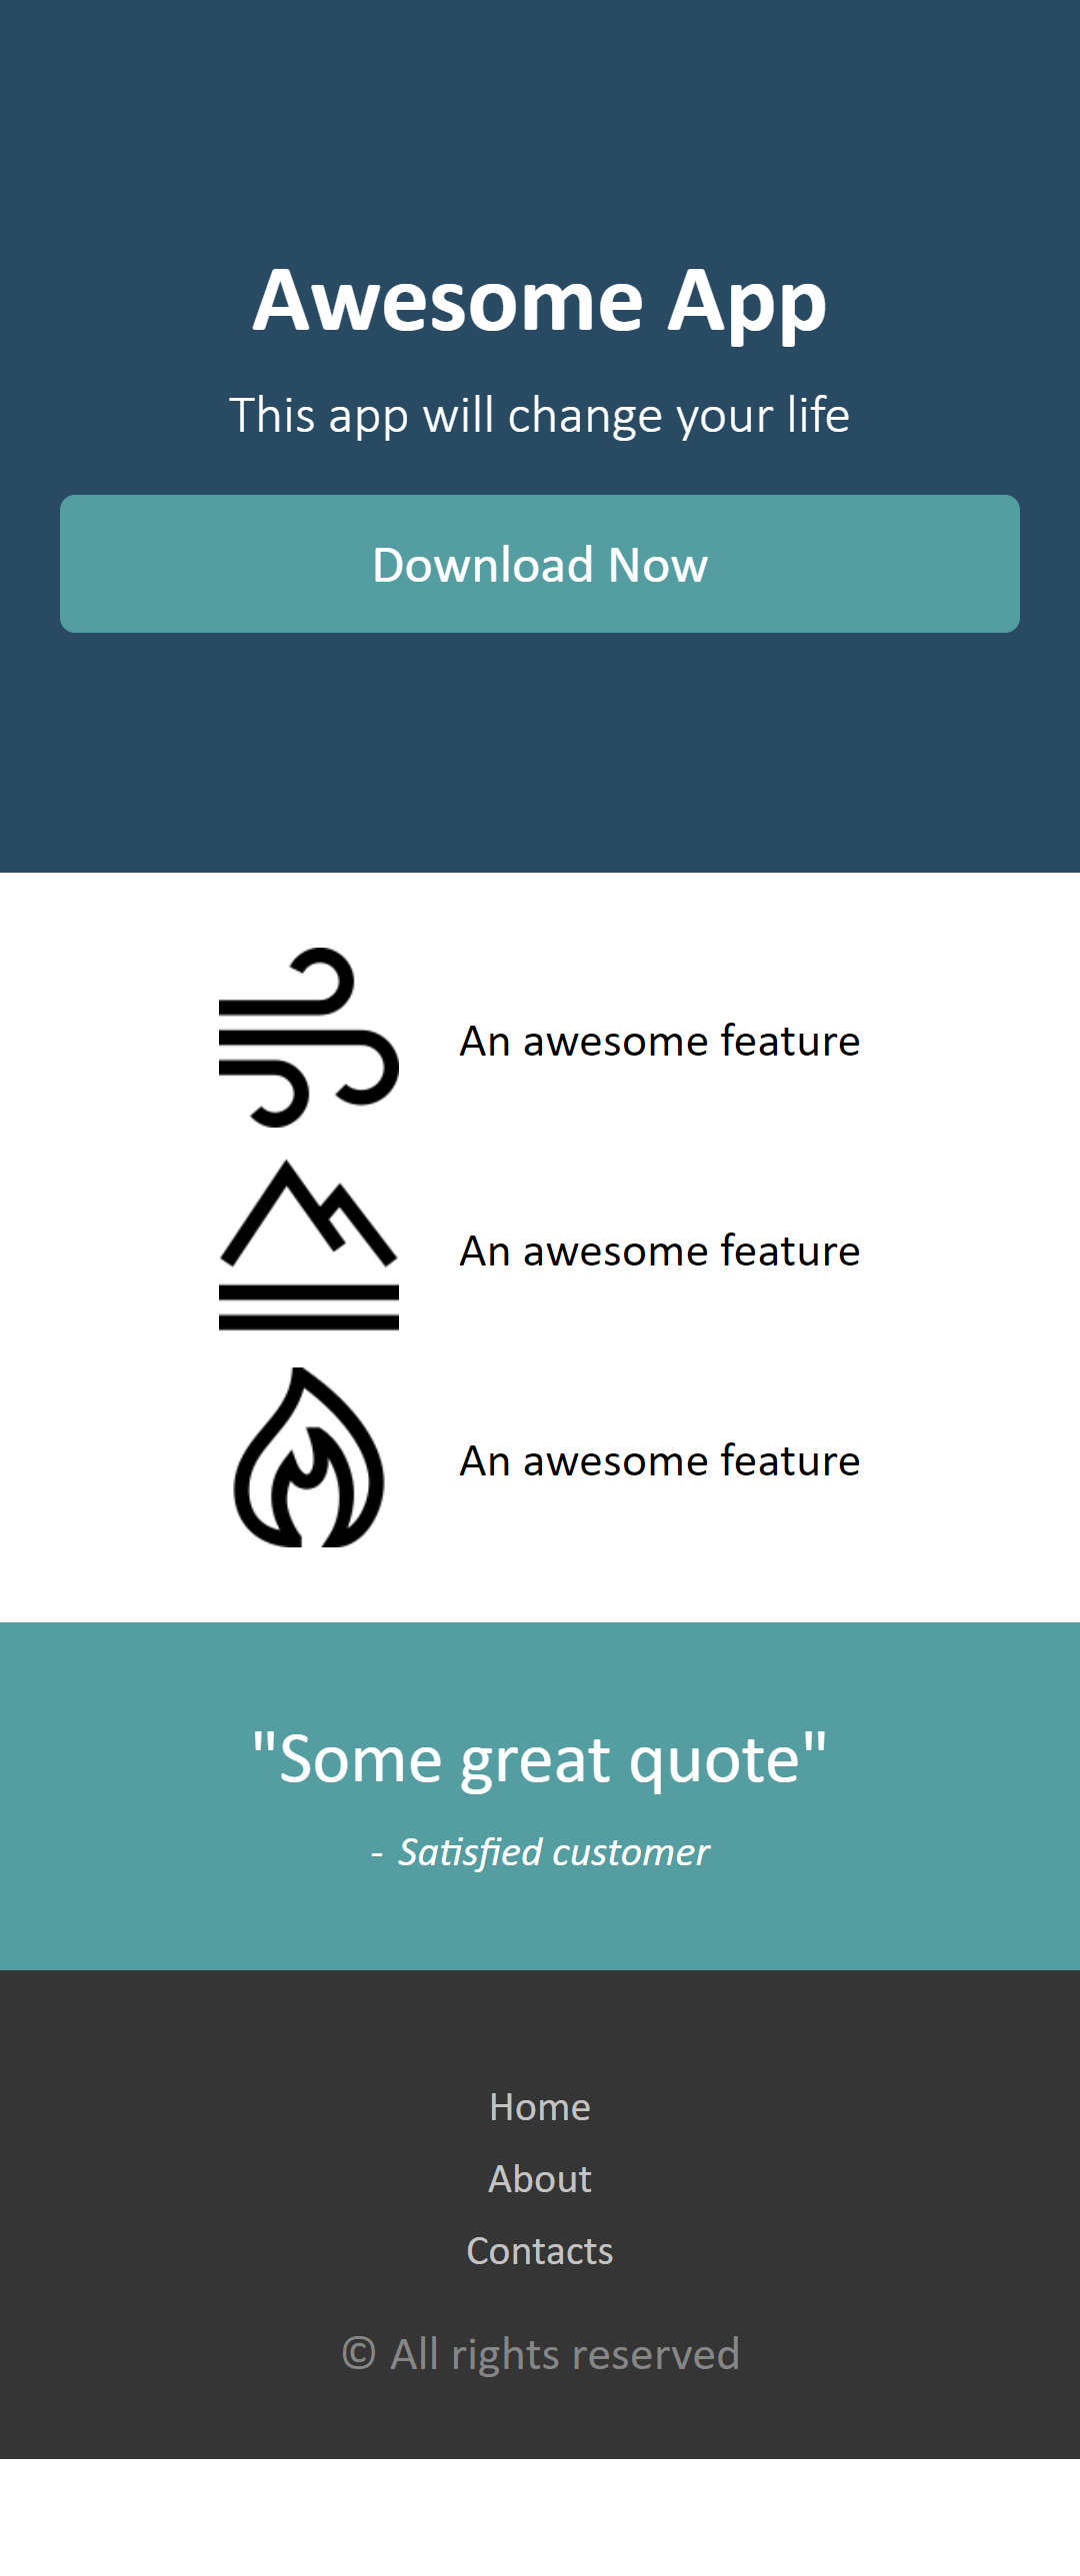 Awesome App
This app will change your life
Download Now
An awesome feature
An awesome feature
An awesome feature
"Some great quote"
- Satisfied customer
Home
About
Contacts
© All rights reserved